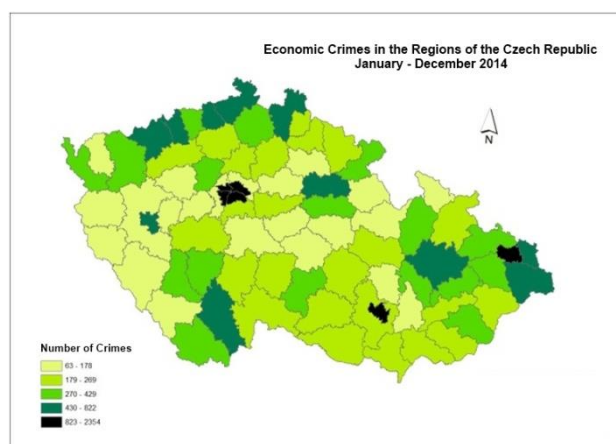 Economic Crimes in the Regions of the Czech Republic
January - December 2014
N
Number of Crimes
63 - 178
179 - 269
270 - 429
430 - 822
823 - 2354